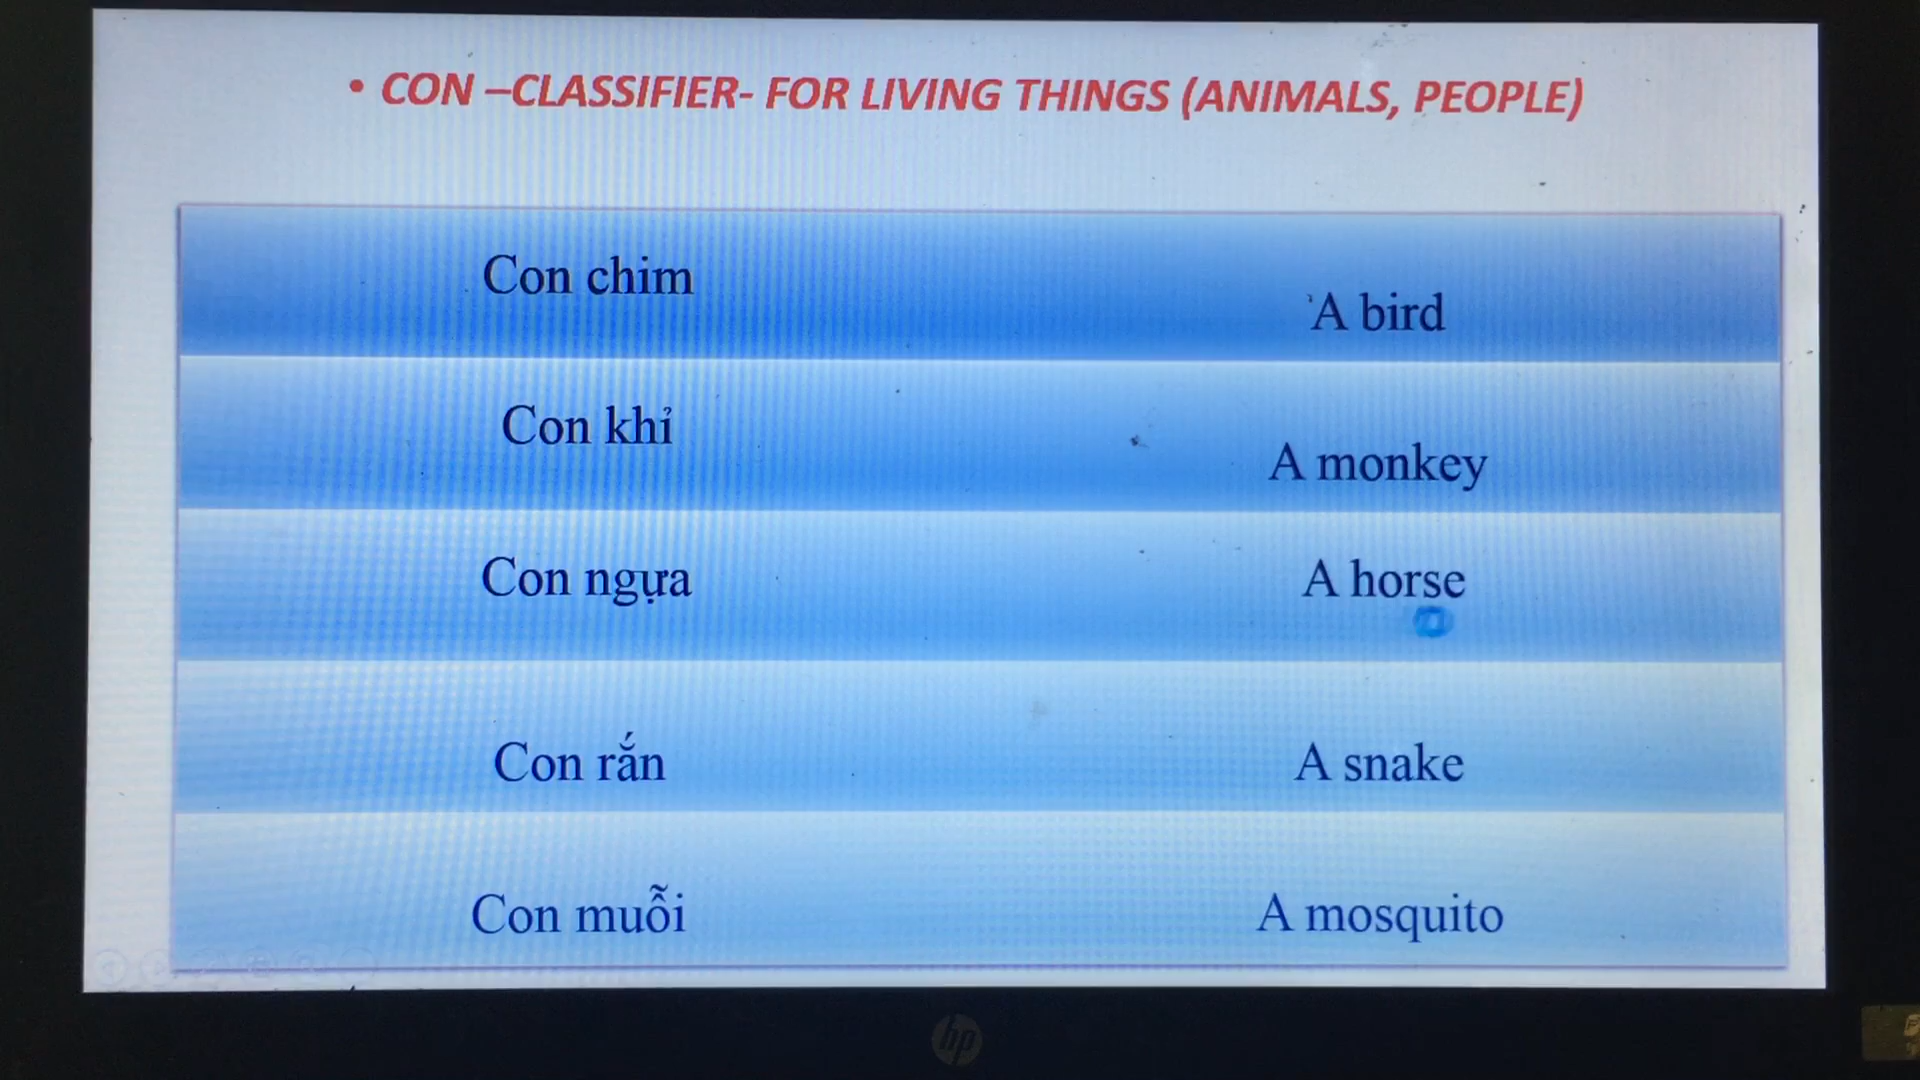 • CON –CLASSIFIER- FOR LIVING THINGS (ANIMALS, PEOPLE)
Con chim
A bird
Con khỉ
A monkey
Con ngựa
A horse
Con rắn
A snake
Con muỗi
A mosquito
hp